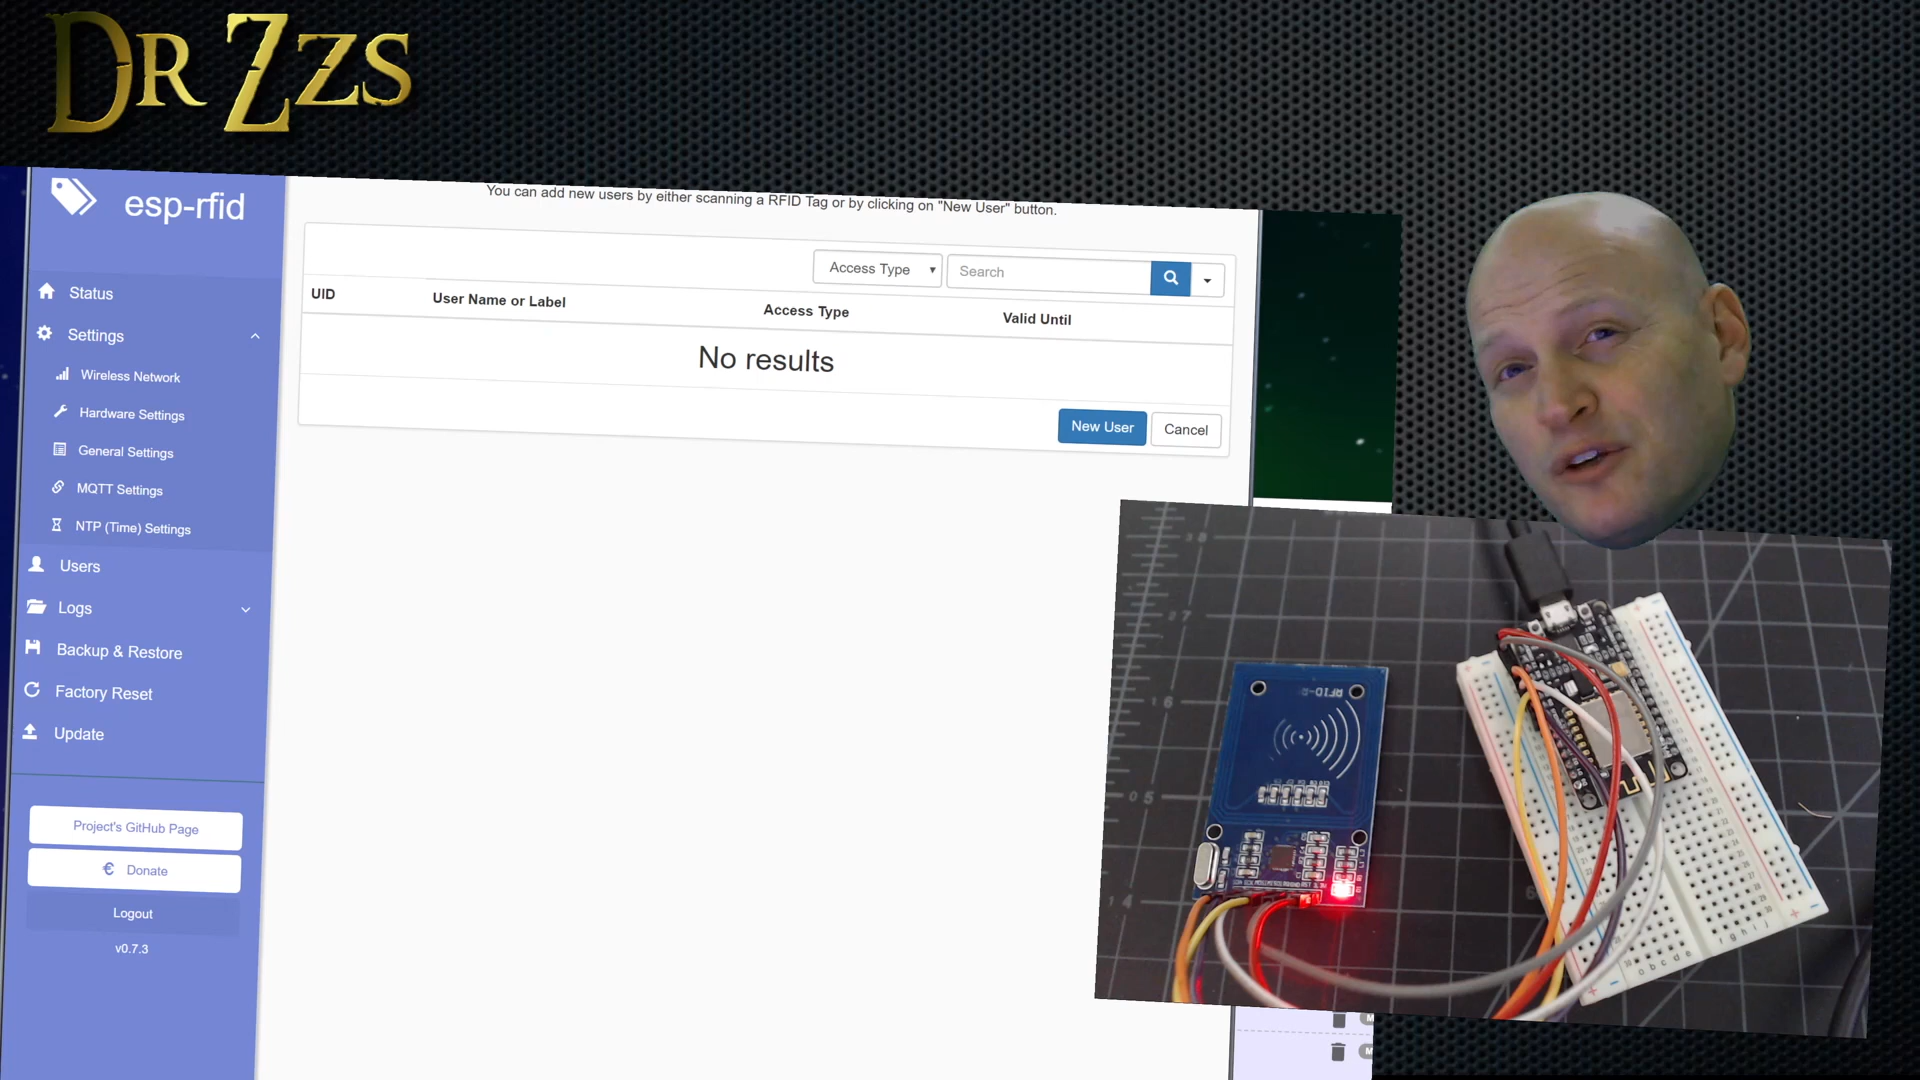 DR ZZS
esp-rfid
You can add new users by either scanning a RFID Tag or by clicking on "New User" button.
Access Type
Search
UID
User Name or Label
Access Type
Valid Until
No results
New User
Cancel
Status
Settings
Wireless Network
Hardware Settings
General Settings
MQTT Settings
NTP (Time) Settings
Users
Logs
Backup & Restore
Factory Reset
Update
Project's GitHub Page
€ Donate
Logout
v0.7.3